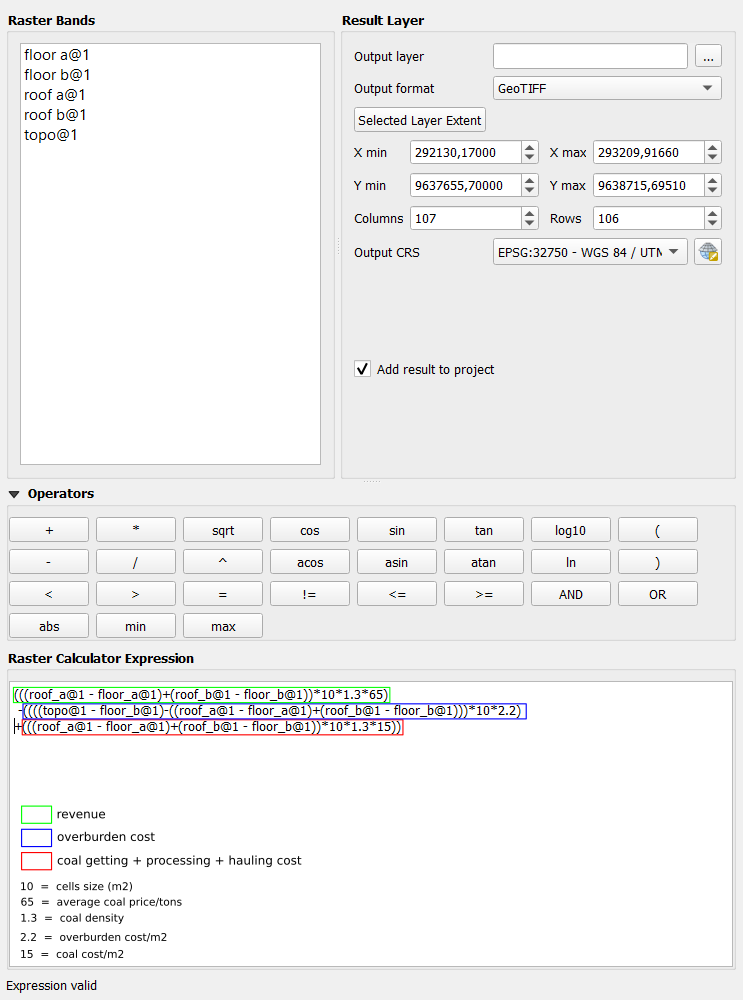 Raster Bands
floor a@1
floor b@1
roof a@1
roof b@1
topo@1
Result Layer
Output layer
...
Output format GeoTIFF
Selected Layer Extent
X min 292130,17000 X max 293209,91660
Y min 9637655,70000 Y max 9638715,69510
Columns 107 Rows 106
Output CRS EPSG:32750 - WGS 84 / UTM
Add result to project
Operators
+ * sqrt cos sin tan log10 (
- / ^ acos asin atan ln )
< > = != <= >= AND OR
abs min max
Raster Calculator Expression
(((roof_a@1 - floor_a@1)+(roof_b@1 - floor_b@1))*10*1.3*65)
-((((topo@1 - floor_b@1)-((roof_a@1 - floor_a@1)+(roof_b@1 - floor_b@1)))*10*2.2)
+(((roof_a@1 - floor_a@1)+(roof_b@1 - floor_b@1))*10*1.3*15))
revenue
overburden cost
coal getting + processing + hauling cost
10 = cells size (m2)
65 = average coal price/tons
1.3 = coal density
2.2 = overburden cost/m2
15 = coal cost/m2
Expression valid